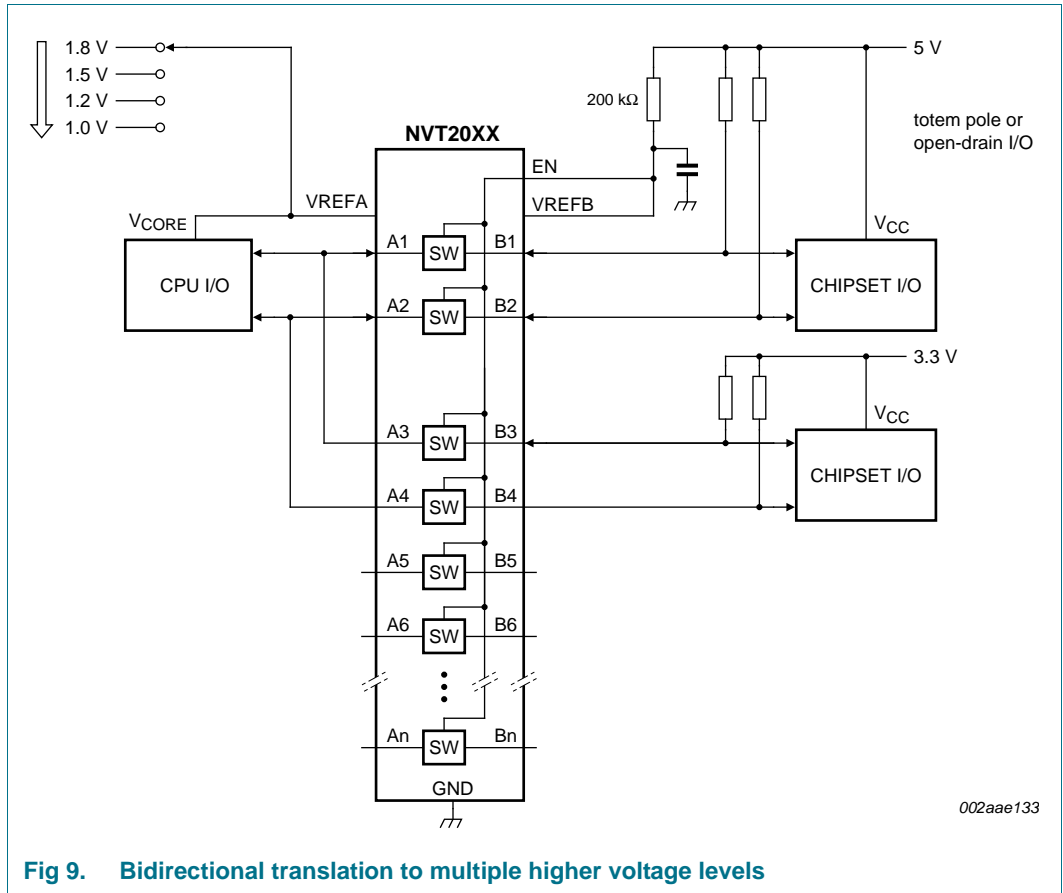 1.8 V
1.5 V
1.2 V
1.0 V
5 V
200 kΩ
totem pole or
open-drain I/O
NVT20XX
EN
VREFA
VREFB
VCORE
VCC
A1
SW
B1
CPU I/O
CHIPSET I/O
A2
SW
B2
3.3 V
VCC
A3
SW
B3
CHIPSET I/O
A4
SW
B4
A5
SW
B5
A6
SW
B6
An
SW
Bn
GND
002aae133
Fig 9. Bidirectional translation to multiple higher voltage levels